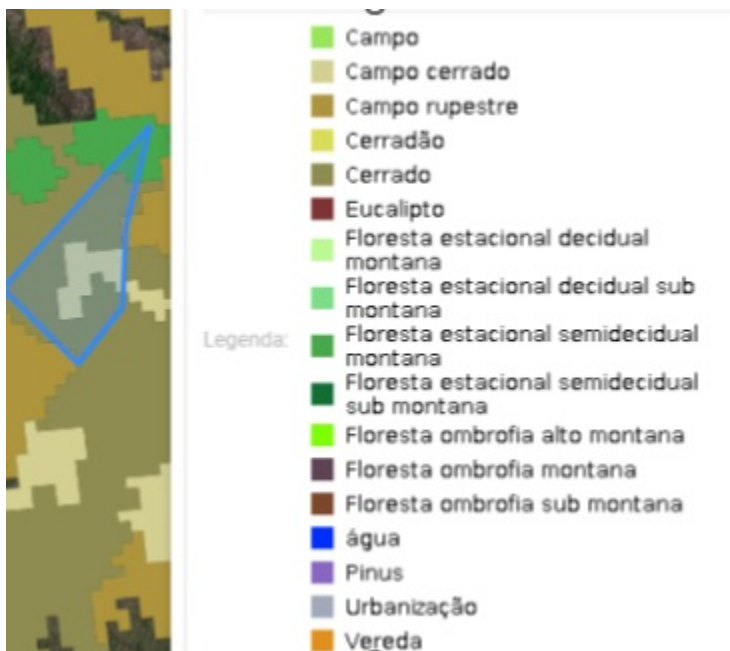 Campo
Campo cerrado
Campo rupestre
Cerradão
Cerrado
Eucalipto
Floresta estacional decidual
montana
Floresta estacional decidual sub
montana
Legenda:
Floresta estacional semidecidual
montana
Floresta estacional semidecidual
sub montana
Floresta ombrofia alto montana
Floresta ombrofia montana
Floresta ombrofia sub montana
água
Pinus
Urbanização
Vereda